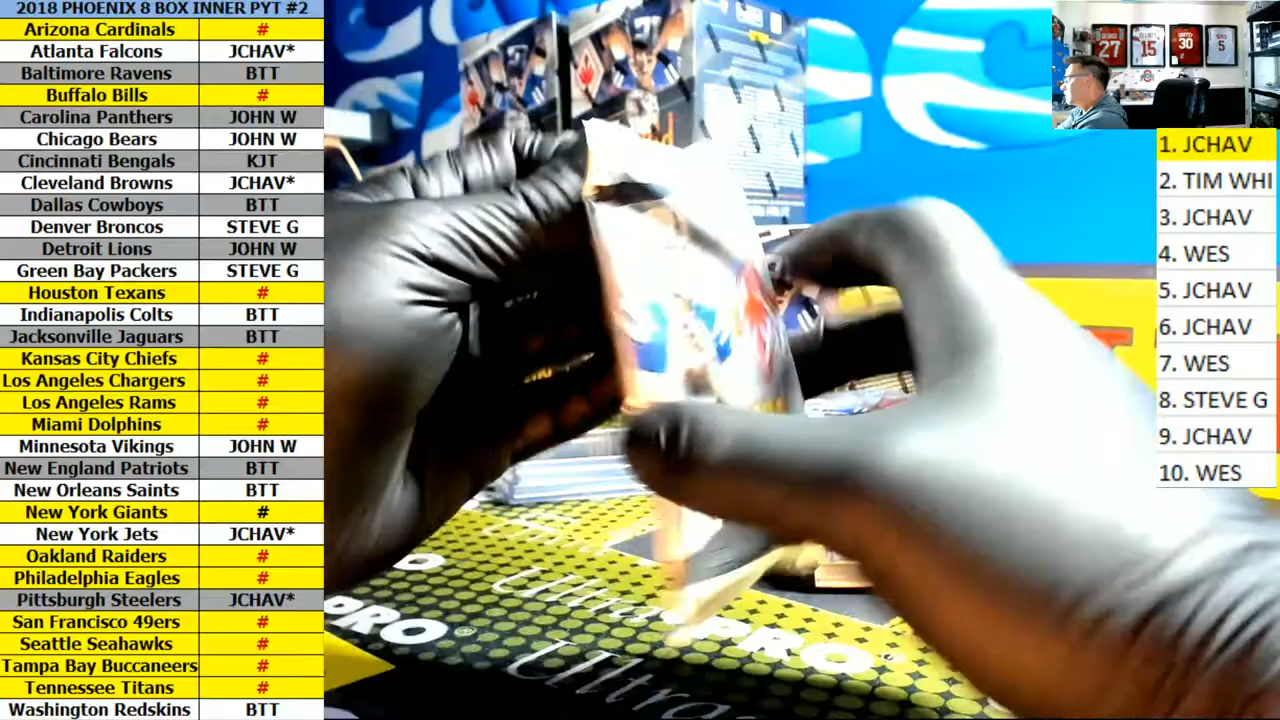 2018 PHOENIX 8 BOX INNER PYT #2
Arizona Cardinals #
Atlanta Falcons JCHAV*
Baltimore Ravens BTT
Buffalo Bills #
Carolina Panthers JOHN W
Chicago Bears JOHN W
Cincinnati Bengals KJT
Cleveland Browns JCHAV*
Dallas Cowboys BTT
Denver Broncos STEVE G
Detroit Lions JOHN W
Green Bay Packers STEVE G
Houston Texans #
Indianapolis Colts BTT
Jacksonville Jaguars BTT
Kansas City Chiefs #
Los Angeles Chargers #
Los Angeles Rams #
Miami Dolphins #
Minnesota Vikings JOHN W
New England Patriots BTT
New Orleans Saints BTT
New York Giants #
New York Jets JCHAV*
Oakland Raiders #
Philadelphia Eagles #
Pittsburgh Steelers JCHAV*
San Francisco 49ers #
Seattle Seahawks #
Tampa Bay Buccaneers #
Tennessee Titans #
Washington Redskins BTT
27 15 30 5
1. JCHAV
2. TIM WHI
3. JCHAV
4. WES
5. JCHAV
6. JCHAV
7. WES
8. STEVE G
9. JCHAV
10. WES
PRO Ultra PRO
Ultra